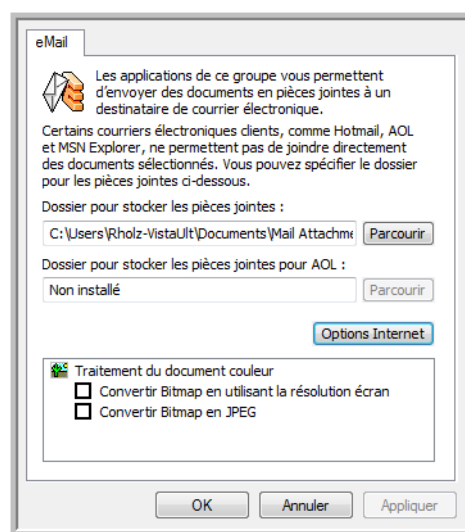 eMail
Les applications de ce groupe vous permettent
d'envoyer des documents en pièces jointes à un
destinataire de courrier électronique.
Certains courriers électroniques clients, comme Hotmail, AOL
et MSN Explorer, ne permettent pas de joindre directement
des documents sélectionnés. Vous pouvez spécifier le dossier
pour les pièces jointes ci-dessous.
Dossier pour stocker les pièces jointes :
C:\Users\Rholz-VistaUlt\Documents\Mail Attachme Parcourir
Dossier pour stocker les pièces jointes pour AOL :
Non installé Parcourir
Options Internet
Traitement du document couleur
Convertir Bitmap en utilisant la résolution écran
Convertir Bitmap en JPEG
OK Annuler Appliquer